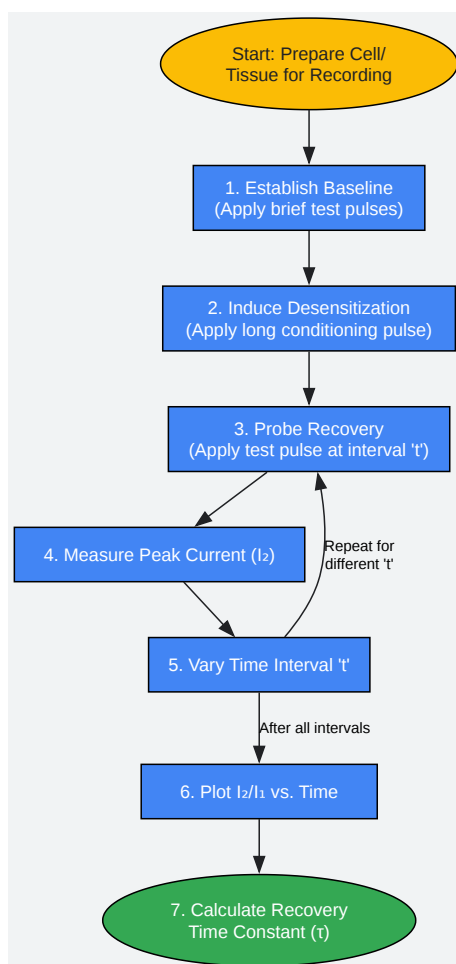 Start: Prepare Cell/
Tissue for Recording
1. Establish Baseline
(Apply brief test pulses)
2. Induce Desensitization
(Apply long conditioning pulse)
3. Probe Recovery
(Apply test pulse at interval 't')
4. Measure Peak Current (I₂)
Repeat for
different 't'
5. Vary Time Interval 't'
After all intervals
6. Plot I₂/I₁ vs. Time
7. Calculate Recovery
Time Constant (τ)